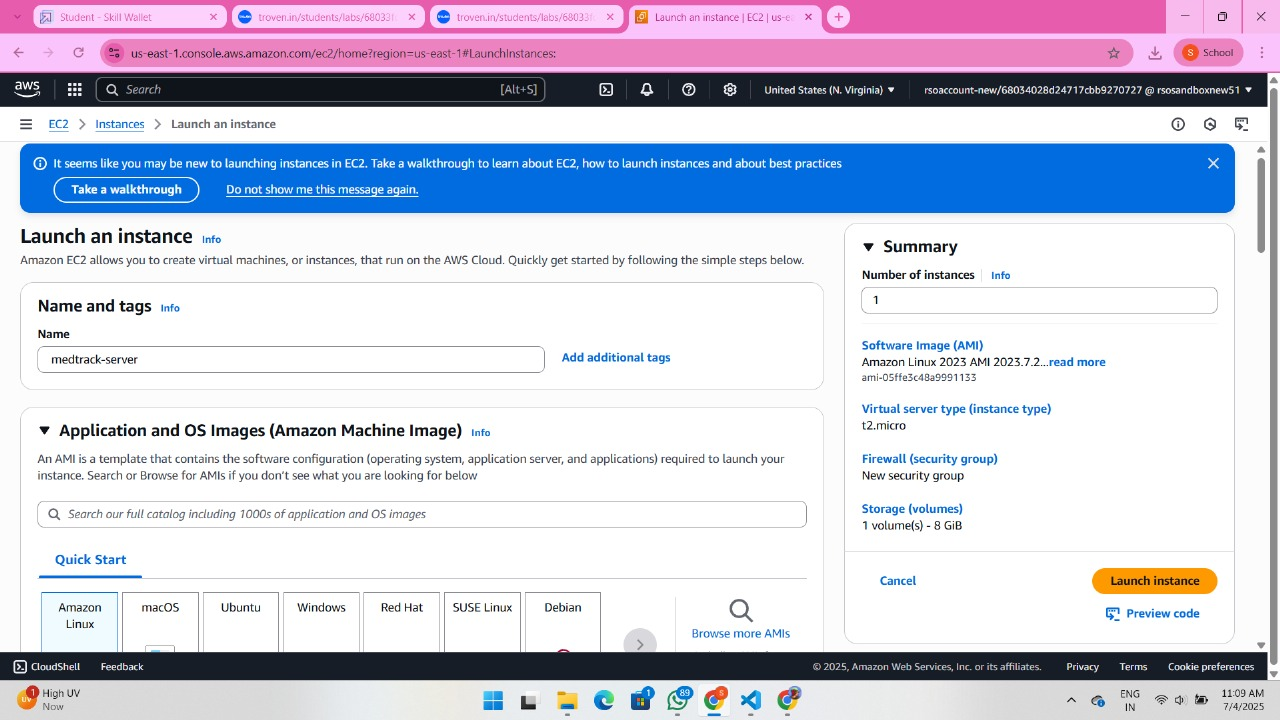 Student - Skill Wallet
troven.in/students/labs/68033f
troven.in/students/labs/68033f
Launch an instance | EC2 | us-ea
us-east-1.console.aws.amazon.com/ec2/home?region=us-east-1#LaunchInstances:
S School
aws
Search
[Alt+S]
United States (N. Virginia)
rsoaccount-new/68034028d24717cbb9270727 @ rsosandboxnew51
EC2 > Instances > Launch an instance
It seems like you may be new to launching instances in EC2. Take a walkthrough to learn about EC2, how to launch instances and about best practices
Take a walkthrough
Do not show me this message again.
Launch an instance Info
Amazon EC2 allows you to create virtual machines, or instances, that run on the AWS Cloud. Quickly get started by following the simple steps below.
Name and tags Info
Name
medtrack-server
Add additional tags
Application and OS Images (Amazon Machine Image) Info
An AMI is a template that contains the software configuration (operating system, application server, and applications) required to launch your
instance. Search or Browse for AMIs if you don't see what you are looking for below
Search our full catalog including 1000s of application and OS images
Quick Start
Amazon
Linux
macOS
Ubuntu
Windows
Red Hat
SUSE Linux
Debian
Browse more AMIs
Summary
Number of instances Info
1
Software Image (AMI)
Amazon Linux 2023 AMI 2023.7.2...read more
ami-05ffe3c48a9991133
Virtual server type (instance type)
t2.micro
Firewall (security group)
New security group
Storage (volumes)
1 volume(s) - 8 GiB
Cancel
Launch instance
Preview code
CloudShell
Feedback
© 2025, Amazon Web Services, Inc. or its affiliates.
Privacy
Terms
Cookie preferences
1
High UV
Now
1
89
S
ENG
IN
11:09 AM
7/4/2025